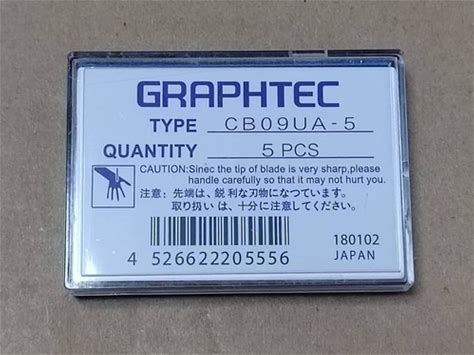 GRAPHTEC
TYPE CB09UA-5
QUANTITY 5 PCS
CAUTION:Sinec the tip of blade is very sharp,please
handle carefully so that it may not hurt you.
注意: 先端は、鋭利な刃物になつています。
取り扱いは、十分に注意してください。
4 526622205556
180102
JAPAN